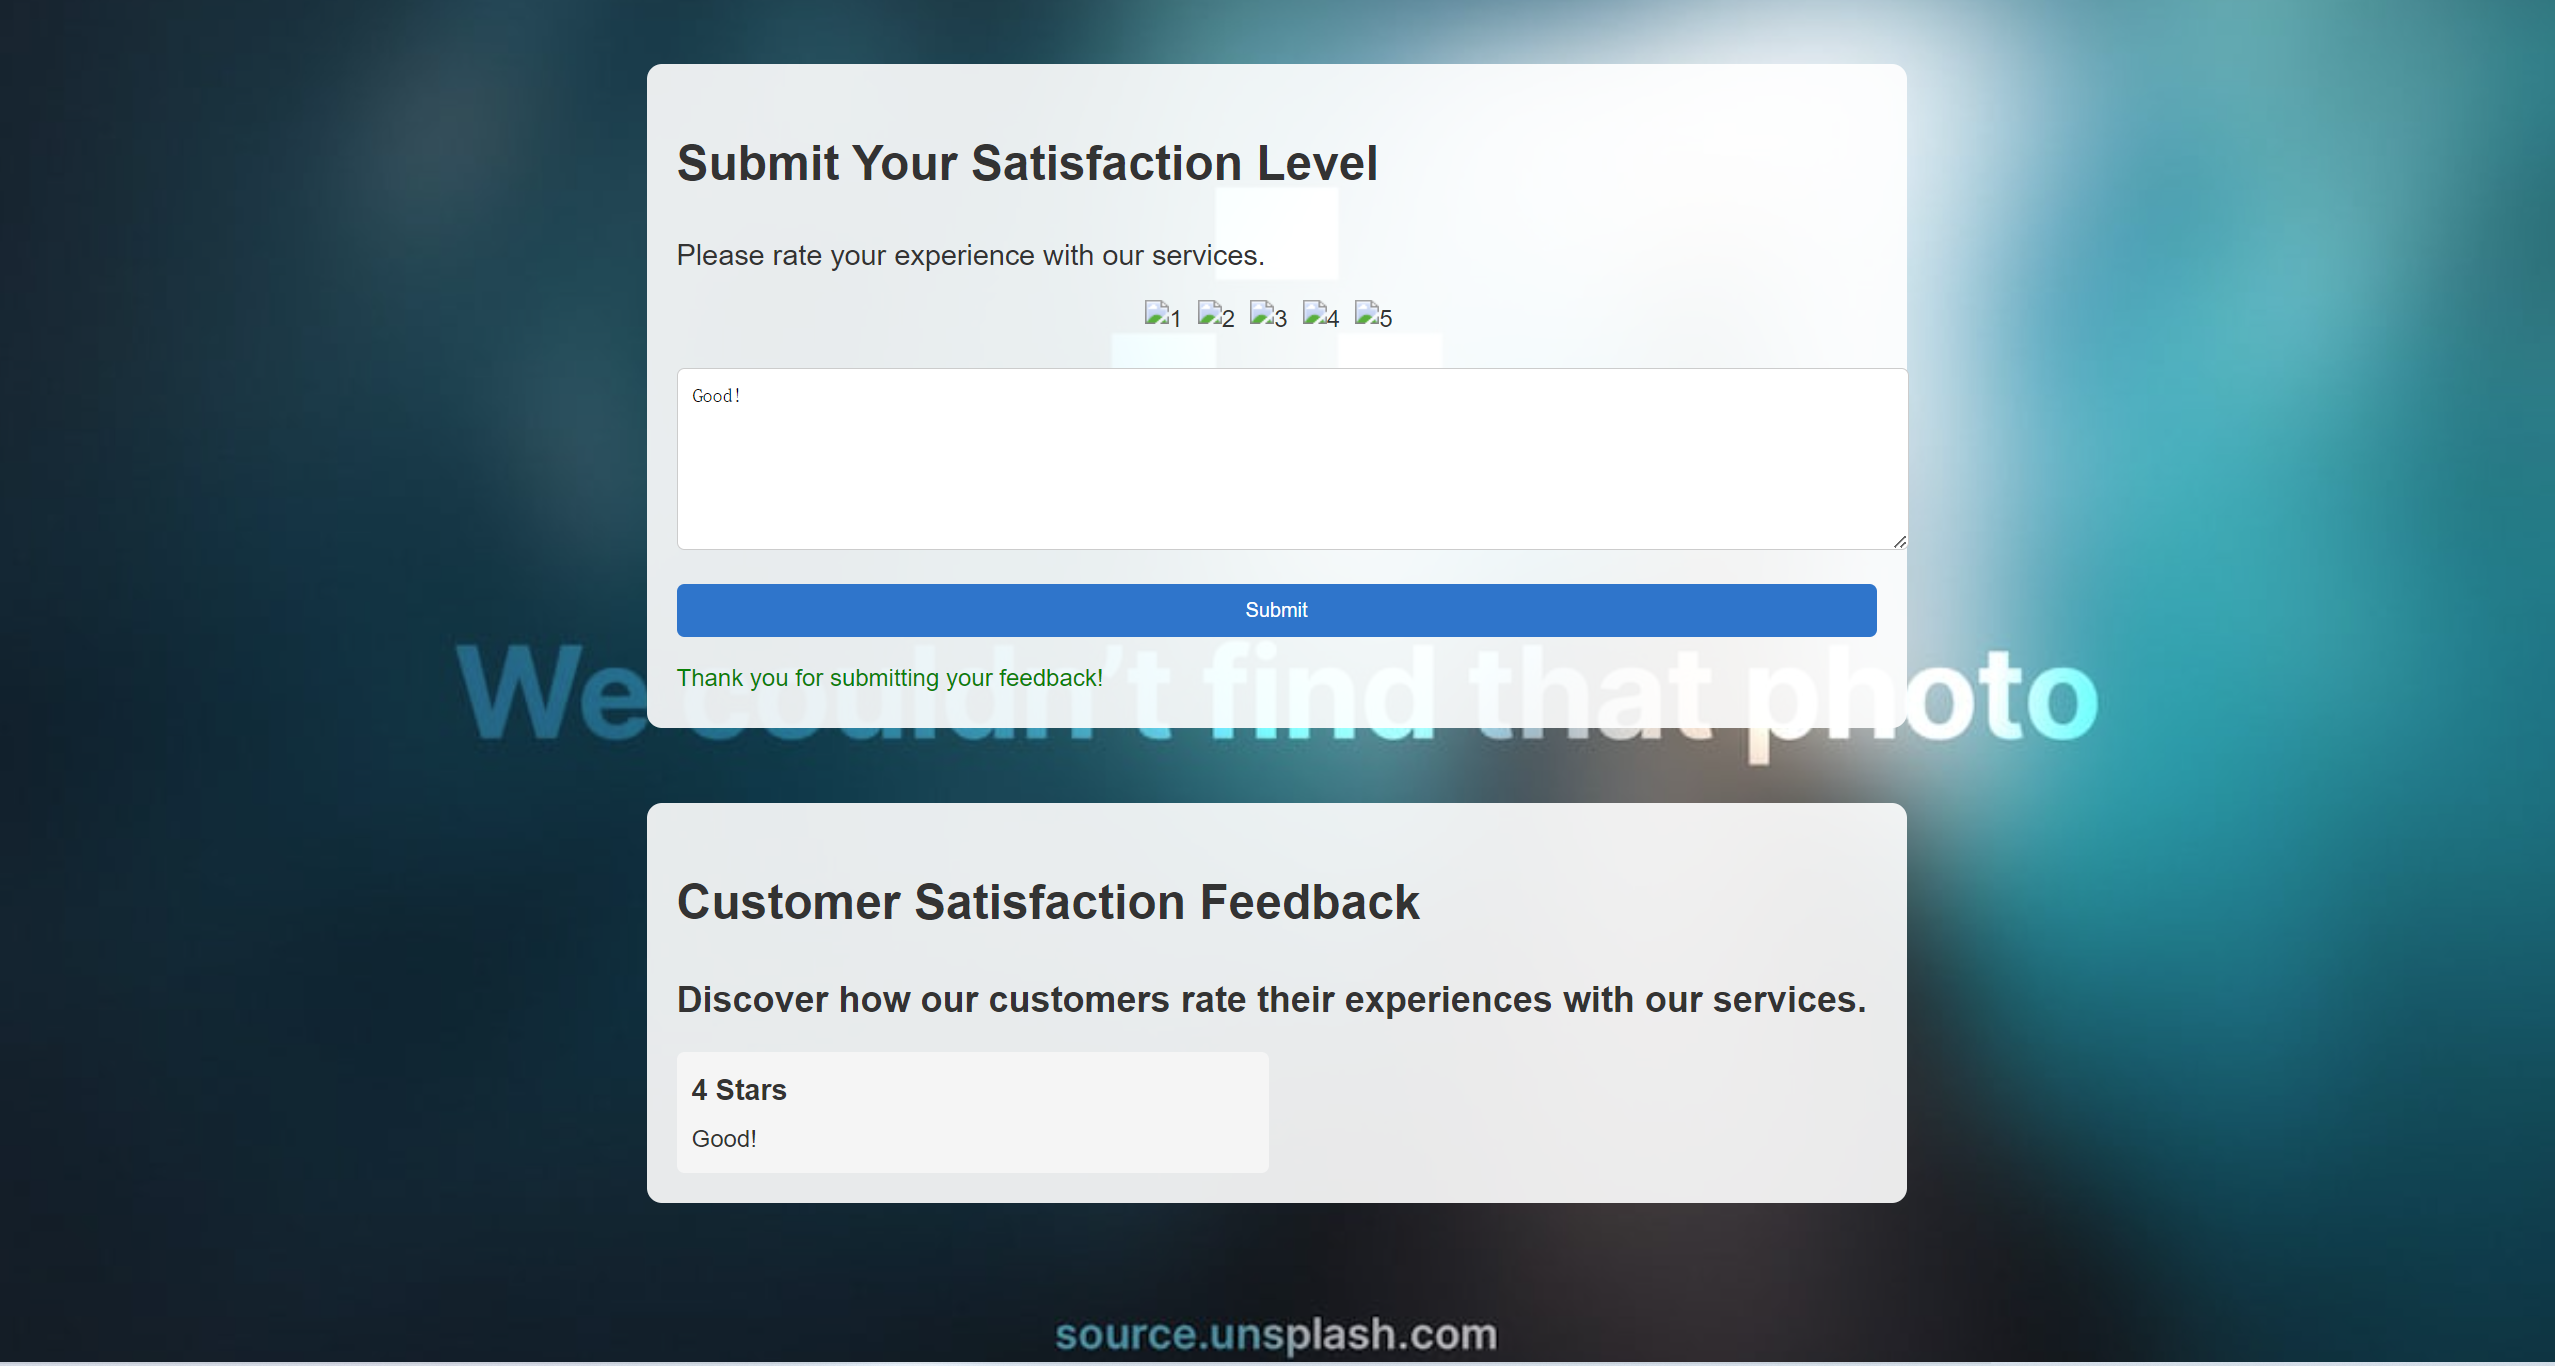 Submit Your Satisfaction Level
Please rate your experience with our services.
1 2 3 4 5
Good!
Submit
Thank you for submitting your feedback!
We couldn't find that photo
Customer Satisfaction Feedback
Discover how our customers rate their experiences with our services.
4 Stars
Good!
source.unsplash.com